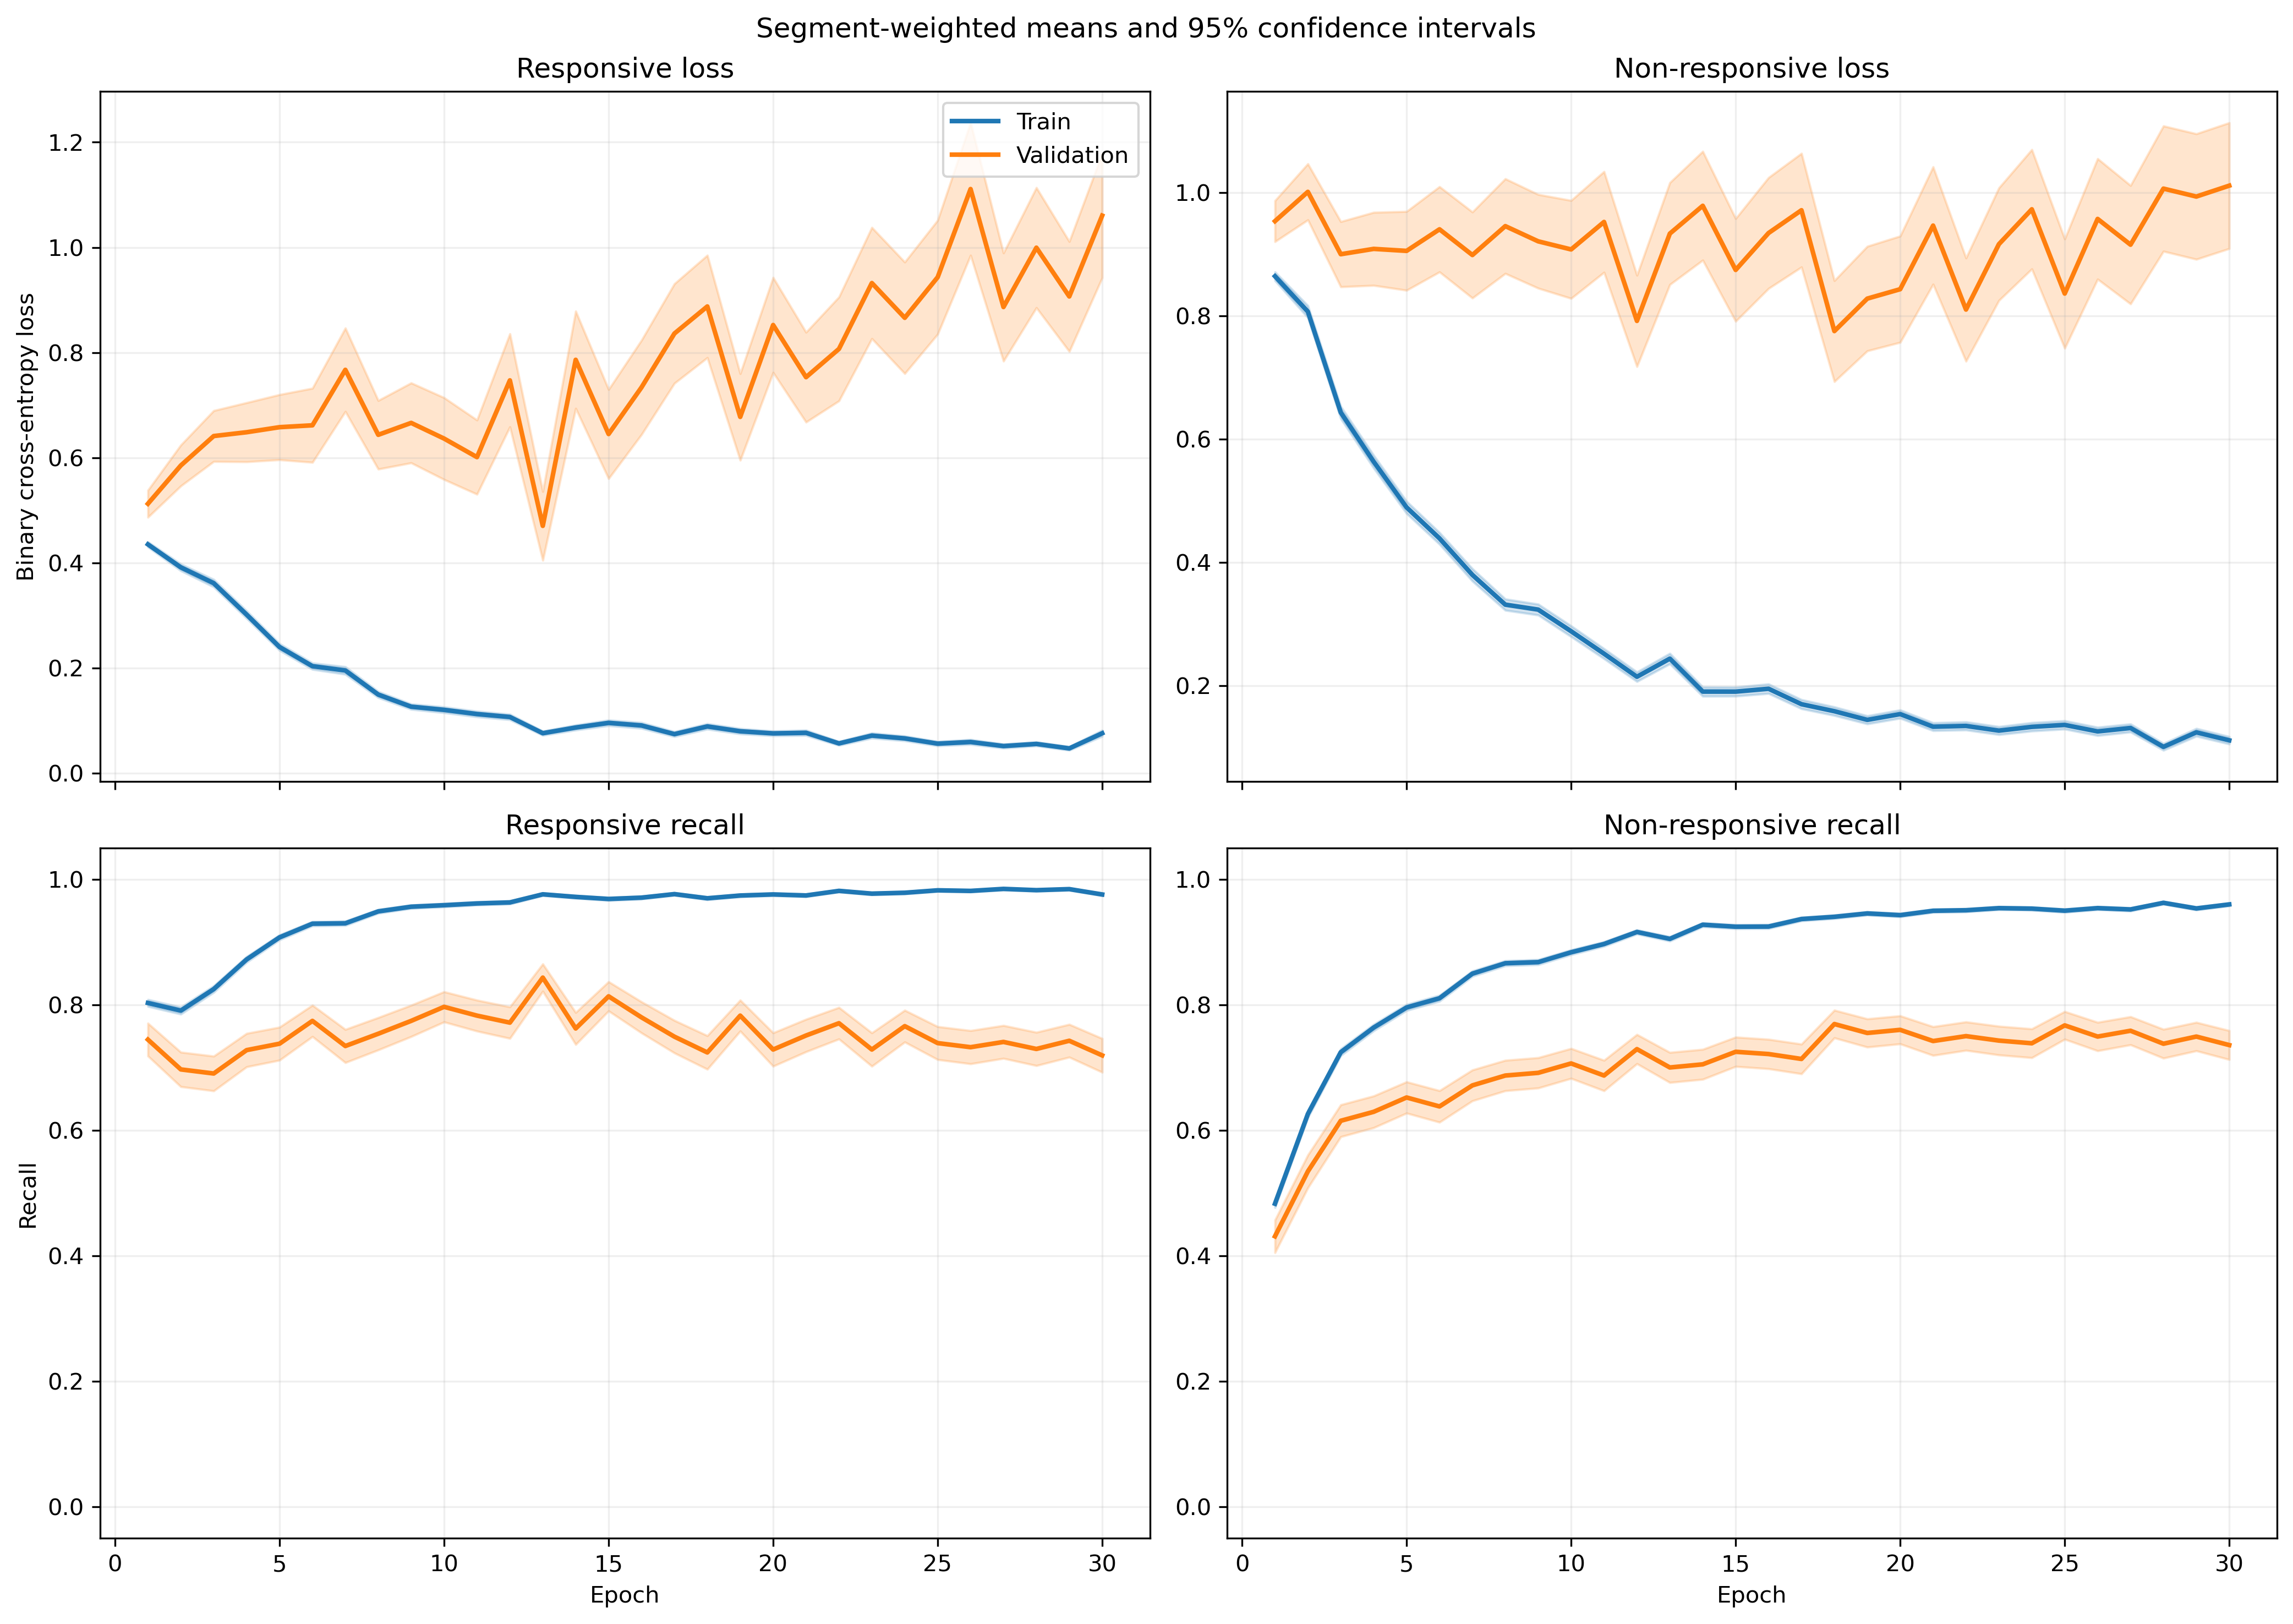 Segment-weighted means and 95% confidence intervals
Responsive loss
Non-responsive loss
Train
Validation
Binary cross-entropy loss
1.2
1.0
0.8
0.6
0.4
0.2
0.0
1.0
0.8
0.6
0.4
0.2
Responsive recall
Non-responsive recall
Recall
1.0
0.8
0.6
0.4
0.2
0.0
0 5 10 15 20 25 30
Epoch
1.0
0.8
0.6
0.4
0.2
0.0
0 5 10 15 20 25 30
Epoch